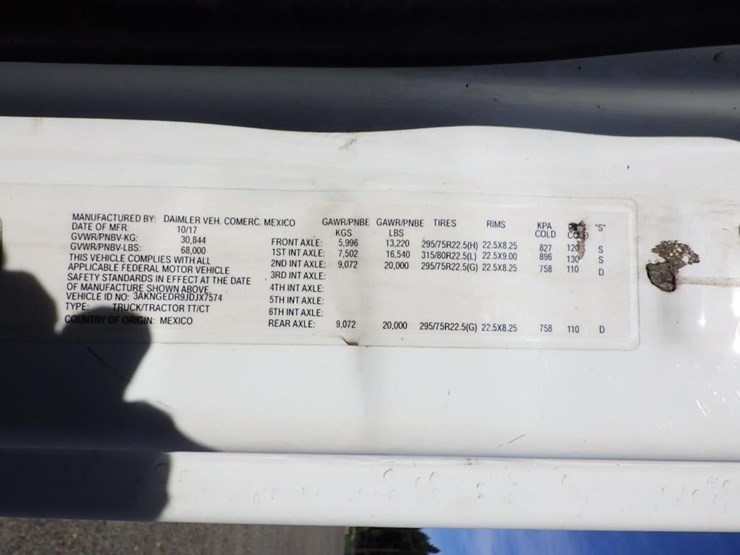 MANUFACTURED BY: DAIMLER VEH. COMERC. MEXICO
DATE OF MFR: 10/17
GVWR/PNBV-KG: 30,844
GVWR/PNBV-LBS: 68,000
THIS VEHICLE COMPLIES WITH ALL
APPLICABLE FEDERAL MOTOR VEHICLE
SAFETY STANDARDS IN EFFECT AT THE DATE
OF MANUFACTURE SHOWN ABOVE.
VEHICLE ID NO: 3AKNGEDR9JDJX7574
TYPE: TRUCK/TRACTOR TT/CT
COUNTRY OF ORIGIN: MEXICO
GAWR/PNBE GAWR/PNBE TIRES RIMS KPA "S"
KGS LBS COLD
FRONT AXLE: 5,996 13,220 295/75R22.5(H) 22.5X8.25 827 120 S
1ST INT AXLE: 7,502 16,540 315/80R22.5(L) 22.5X9.00 896 130 S
2ND INT AXLE: 9,072 20,000 295/75R22.5(G) 22.5X8.25 758 110 D
3RD INT AXLE:
4TH INT AXLE:
5TH INT AXLE:
6TH INT AXLE:
REAR AXLE: 9,072 20,000 295/75R22.5(G) 22.5X8.25 758 110 D